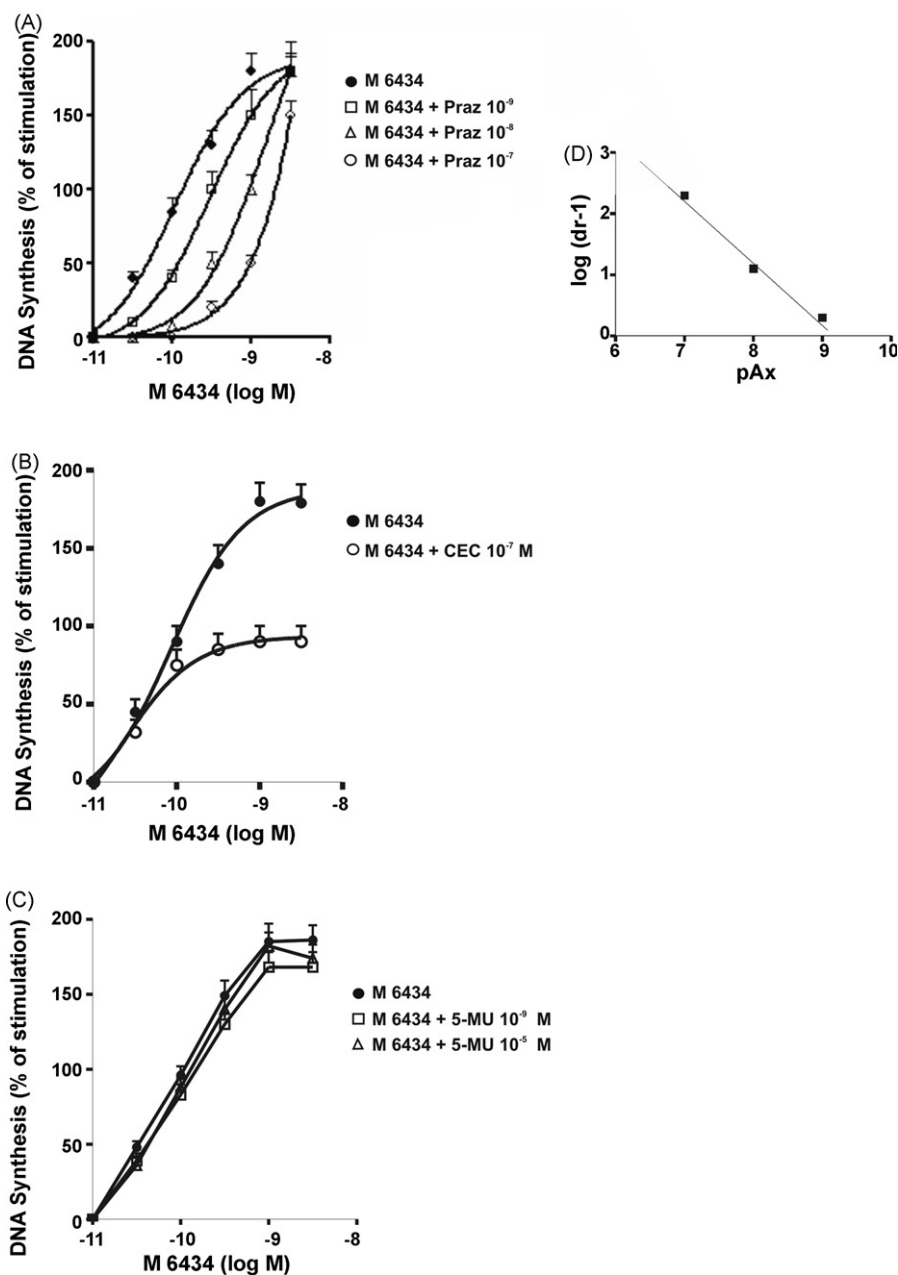 (A)
DNA Synthesis (% of stimulation)
200
150
100
50
0
-11 -10 -9 -8
M 6434 (log M)
M 6434
M 6434 + Praz 10⁻⁹
M 6434 + Praz 10⁻⁸
M 6434 + Praz 10⁻⁷
(D)
log (dr-1)
3
2
1
0
6 7 8 9 10
pAx
(B)
DNA Synthesis (% of stimulation)
200
150
100
50
0
-11 -10 -9 -8
M 6434 (log M)
M 6434
M 6434 + CEC 10⁻⁷ M
(C)
DNA Synthesis (% of stimulation)
200
150
100
50
0
-11 -10 -9 -8
M 6434 (log M)
M 6434
M 6434 + 5-MU 10⁻⁹ M
M 6434 + 5-MU 10⁻⁵ M